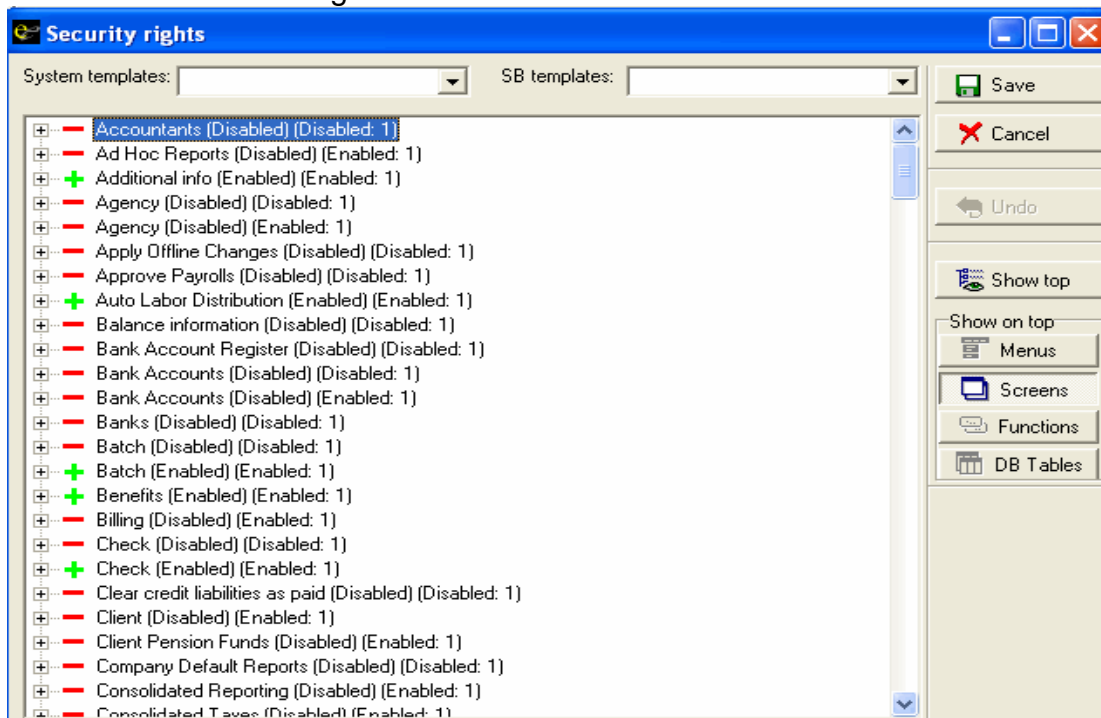 Security rights
System templates: SB templates:
Save
Cancel
Undo
Show top
Show on top
Menus
Screens
Functions
DB Tables
Accountants (Disabled) (Disabled: 1)
Ad Hoc Reports (Disabled) (Enabled: 1)
Additional info (Enabled) (Enabled: 1)
Agency (Disabled) (Disabled: 1)
Agency (Disabled) (Enabled: 1)
Apply Offline Changes (Disabled) (Disabled: 1)
Approve Payrolls (Disabled) (Disabled: 1)
Auto Labor Distribution (Enabled) (Enabled: 1)
Balance information (Disabled) (Disabled: 1)
Bank Account Register (Disabled) (Disabled: 1)
Bank Accounts (Disabled) (Disabled: 1)
Bank Accounts (Disabled) (Enabled: 1)
Banks (Disabled) (Disabled: 1)
Batch (Disabled) (Disabled: 1)
Batch (Enabled) (Enabled: 1)
Benefits (Enabled) (Enabled: 1)
Billing (Disabled) (Enabled: 1)
Check (Disabled) (Disabled: 1)
Check (Enabled) (Enabled: 1)
Clear credit liabilities as paid (Disabled) (Disabled: 1)
Client (Disabled) (Enabled: 1)
Client Pension Funds (Disabled) (Enabled: 1)
Company Default Reports (Disabled) (Disabled: 1)
Consolidated Reporting (Disabled) (Enabled: 1)
Consolidated Taxes (Disabled) (Enabled: 1)